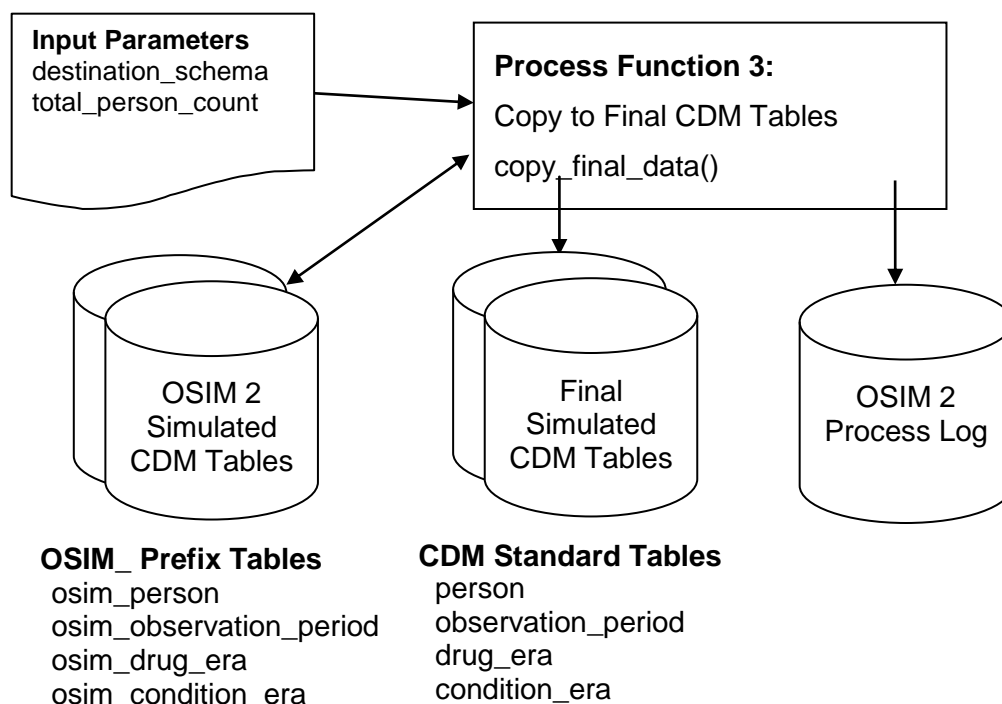 Input Parameters
destination_schema
total_person_count
Process Function 3:
Copy to Final CDM Tables
copy_final_data()
OSIM 2
Simulated
CDM Tables
Final
Simulated
CDM Tables
OSIM 2
Process Log
OSIM_ Prefix Tables
osim_person
osim_observation_period
osim_drug_era
osim_condition_era
CDM Standard Tables
person
observation_period
drug_era
condition_era